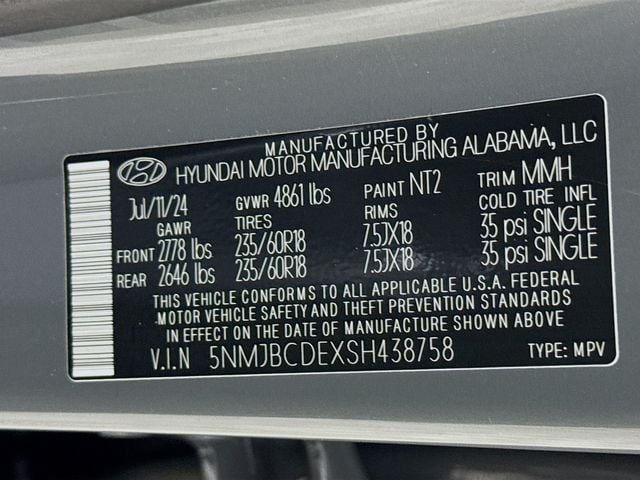 MANUFACTURED BY
HYUNDAI MOTOR MANUFACTURING ALABAMA, LLC
Jul/11/24 GVWR 4861 lbs PAINT NT2 TRIM MMH
GAWR TIRES RIMS COLD TIRE INFL
FRONT 2778 lbs 235/60R18 7.5JX18 35 psi SINGLE
REAR 2646 lbs 235/60R18 7.5JX18 35 psi SINGLE
THIS VEHICLE CONFORMS TO ALL APPLICABLE U.S.A. FEDERAL
MOTOR VEHICLE SAFETY AND THEFT PREVENTION STANDARDS
IN EFFECT ON THE DATE OF MANUFACTURE SHOWN ABOVE
V.I.N 5NMJBCDEXSH438758 TYPE: MPV